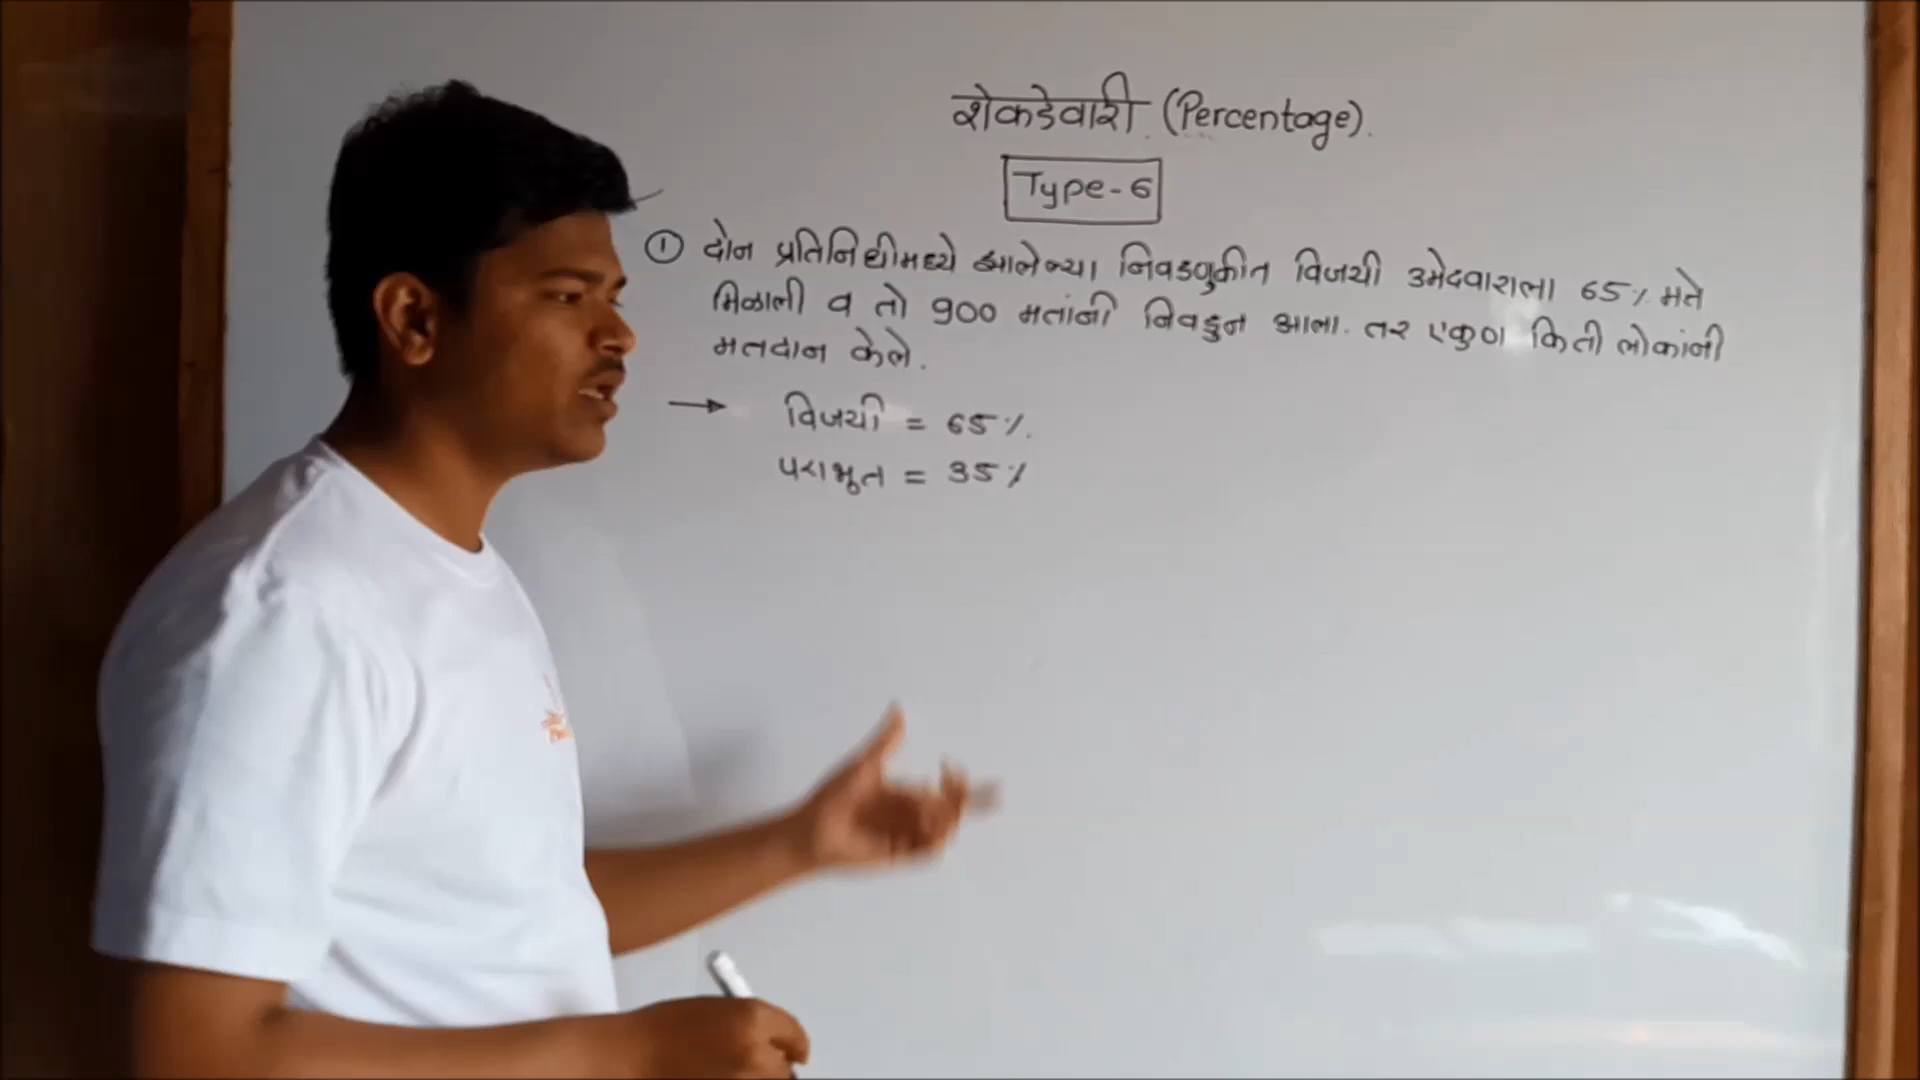 शेकडेवारी. (Percentage).
Type-6
① दोन प्रतिनिधीमध्ये झालेल्या निवडणुकीत विजयी उमेदवाराला 65% मते
मिळाली व तो 900 मतांनी निवडुन आला. तर एकुण किती लोकांनी
मतदान केले.
→ विजयी = 65%.
पराभुत = 35%